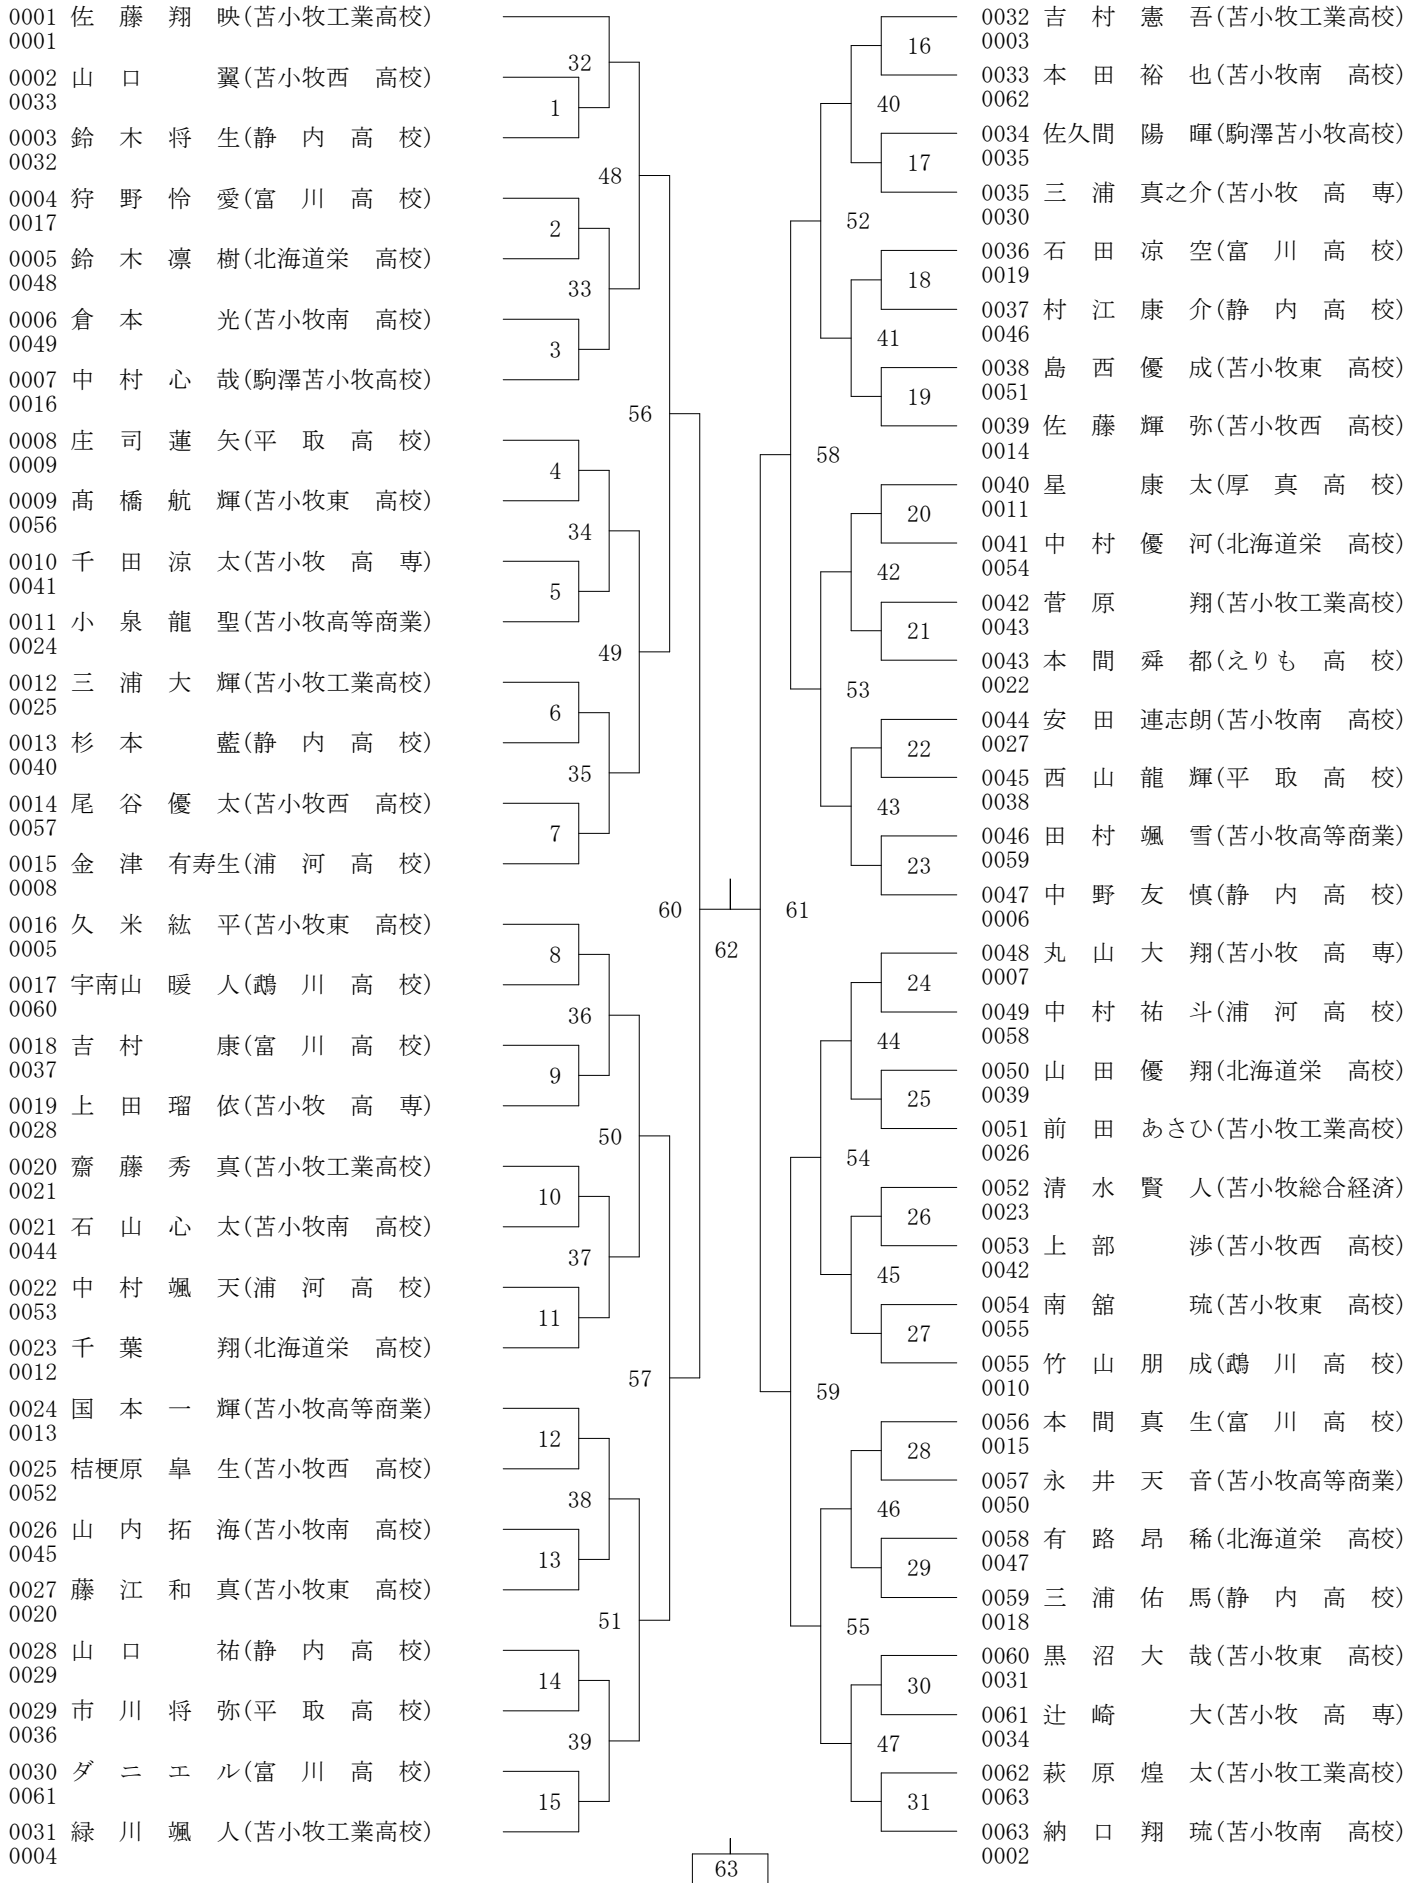 0001 佐 藤 翔 映(苫小牧工業高校)
0001
0002 山 口 翼(苫小牧西 高校)
0033
0003 鈴 木 将 生(静 内 高 校)
0032
0004 狩 野 怜 愛(富 川 高 校)
0017
0005 鈴 木 凛 樹(北海道栄 高校)
0048
0006 倉 本 光(苫小牧南 高校)
0049
0007 中 村 心 哉(駒澤苫小牧高校)
0016
0008 庄 司 蓮 矢(平 取 高 校)
0009
0009 髙 橋 航 輝(苫小牧東 高校)
0056
0010 千 田 涼 太(苫小牧 高 専)
0041
0011 小 泉 龍 聖(苫小牧高等商業)
0024
0012 三 浦 大 輝(苫小牧工業高校)
0025
0013 杉 本 藍(静 内 高 校)
0040
0014 尾 谷 優 太(苫小牧西 高校)
0057
0015 金 津 有寿生(浦 河 高 校)
0008
0016 久 米 紘 平(苫小牧東 高校)
0005
0017 宇南山 暖 人(鵡 川 高 校)
0060
0018 吉 村 康(富 川 高 校)
0037
0019 上 田 瑠 依(苫小牧 高 専)
0028
0020 齋 藤 秀 真(苫小牧工業高校)
0021
0021 石 山 心 太(苫小牧南 高校)
0044
0022 中 村 颯 天(浦 河 高 校)
0053
0023 千 葉 翔(北海道栄 高校)
0012
0024 国 本 一 輝(苫小牧高等商業)
0013
0025 桔梗原 皐 生(苫小牧西 高校)
0052
0026 山 内 拓 海(苫小牧南 高校)
0045
0027 藤 江 和 真(苫小牧東 高校)
0020
0028 山 口 祐(静 内 高 校)
0029
0029 市 川 将 弥(平 取 高 校)
0036
0030 ダ ニ エ ル(富 川 高 校)
0061
0031 緑 川 颯 人(苫小牧工業高校)
0004
1
2
3
4
5
6
7
8
9
10
11
12
13
14
15
32
33
34
35
36
37
38
39
48
49
50
51
56
57
60
62
63
61
58
59
52
53
54
55
40
41
42
43
44
45
46
47
16
17
18
19
20
21
22
23
24
25
26
27
28
29
30
31
0032 吉 村 憲 吾(苫小牧工業高校)
0003
0033 本 田 裕 也(苫小牧南 高校)
0062
0034 佐久間 陽 暉(駒澤苫小牧高校)
0035
0035 三 浦 真之介(苫小牧 高 専)
0030
0036 石 田 凉 空(富 川 高 校)
0019
0037 村 江 康 介(静 内 高 校)
0046
0038 島 西 優 成(苫小牧東 高校)
0051
0039 佐 藤 輝 弥(苫小牧西 高校)
0014
0040 星 康 太(厚 真 高 校)
0011
0041 中 村 優 河(北海道栄 高校)
0054
0042 菅 原 翔(苫小牧工業高校)
0043
0043 本 間 舜 都(えりも 高 校)
0022
0044 安 田 連志朗(苫小牧南 高校)
0027
0045 西 山 龍 輝(平 取 高 校)
0038
0046 田 村 颯 雪(苫小牧高等商業)
0059
0047 中 野 友 慎(静 内 高 校)
0006
0048 丸 山 大 翔(苫小牧 高 専)
0007
0049 中 村 祐 斗(浦 河 高 校)
0058
0050 山 田 優 翔(北海道栄 高校)
0039
0051 前 田 あさひ(苫小牧工業高校)
0026
0052 清 水 賢 人(苫小牧総合経済)
0023
0053 上 部 渉(苫小牧西 高校)
0042
0054 南 舘 琉(苫小牧東 高校)
0055
0055 竹 山 朋 成(鵡 川 高 校)
0010
0056 本 間 真 生(富 川 高 校)
0015
0057 永 井 天 音(苫小牧高等商業)
0050
0058 有 路 昂 稀(北海道栄 高校)
0047
0059 三 浦 佑 馬(静 内 高 校)
0018
0060 黒 沼 大 哉(苫小牧東 高校)
0031
0061 辻 崎 大(苫小牧 高 専)
0034
0062 萩 原 煌 太(苫小牧工業高校)
0063
0063 納 口 翔 琉(苫小牧南 高校)
0002